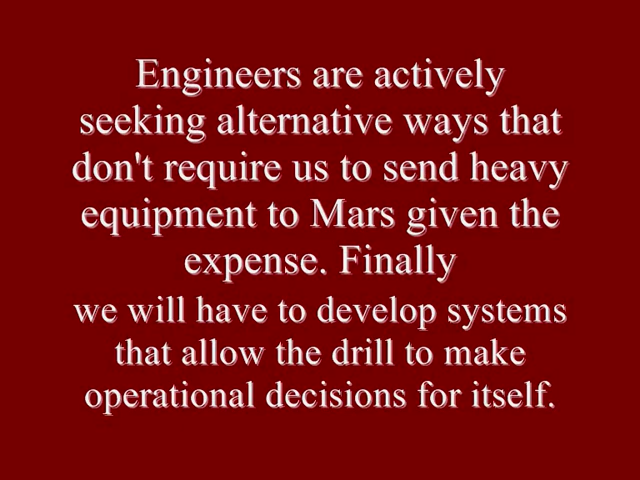 Engineers are actively
seeking alternative ways that
don't require us to send heavy
equipment to Mars given the
expense. Finally
we will have to develop systems
that allow the drill to make
operational decisions for itself.